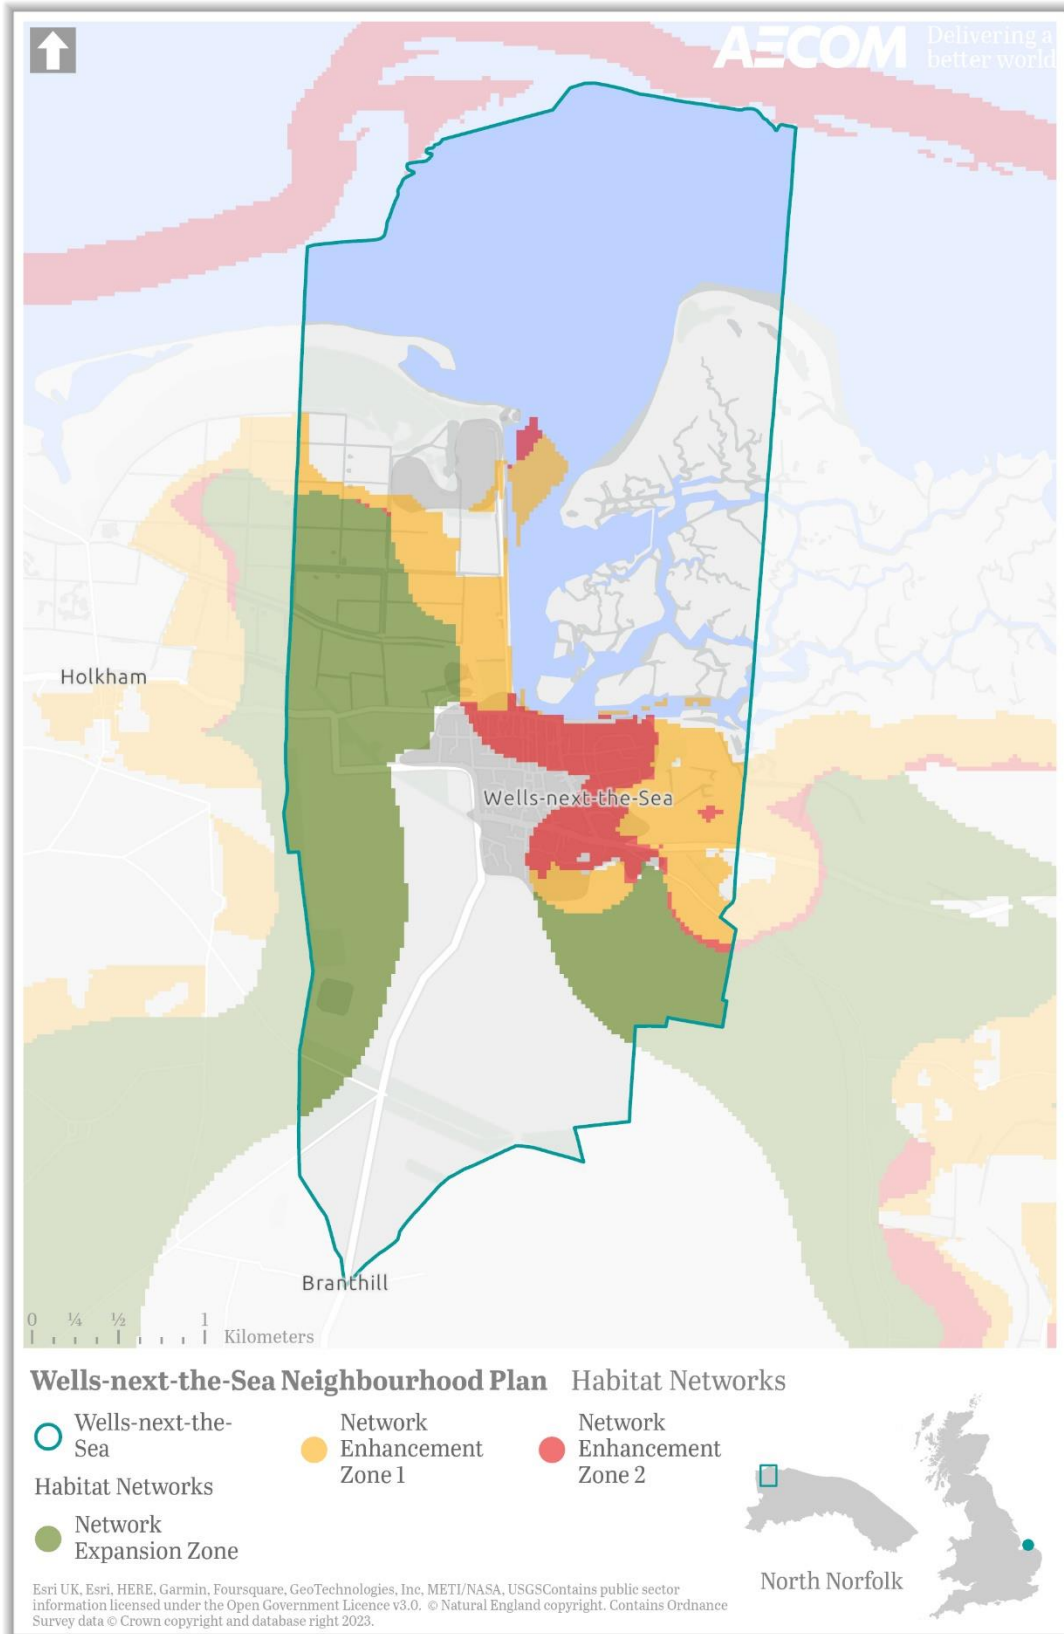 AECOM Delivering a
better world
Holkham
Wells-next-the-Sea
Branthill
0 ¼ ½ 1
Kilometers
Wells-next-the-Sea Neighbourhood Plan Habitat Networks
Wells-next-the-
Sea
Habitat Networks
Network
Expansion Zone
Network
Enhancement
Zone 1
Network
Enhancement
Zone 2
North Norfolk
Esri UK, Esri, HERE, Garmin, Foursquare, GeoTechnologies, Inc, METI/NASA, USGSContains public sector
information licensed under the Open Government Licence v3.0. © Natural England copyright. Contains Ordnance
Survey data © Crown copyright and database right 2023.